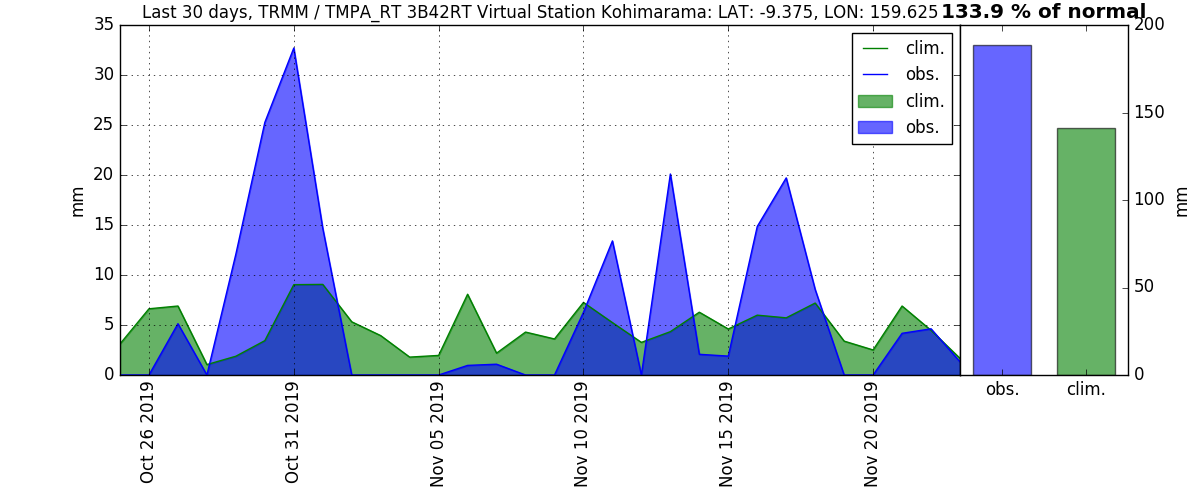 Last 30 days, TRMM / TMPA_RT 3B42RT Virtual Station Kohimarama: LAT: -9.375, LON: 159.625
133.9 % of normal
35
30
25
20
15
10
5
0
mm
clim.
obs.
clim.
obs.
Oct 26 2019
Oct 31 2019
Nov 05 2019
Nov 10 2019
Nov 15 2019
Nov 20 2019
200
150
100
50
0
mm
obs.
clim.